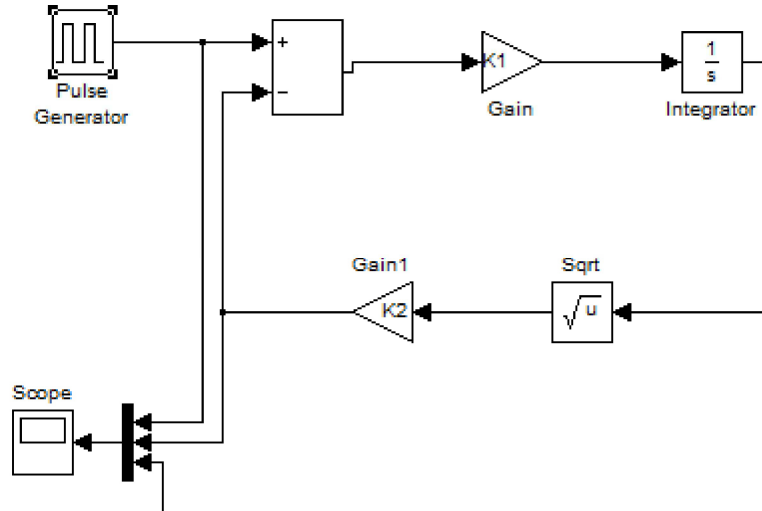 +
−
Pulse
Generator
K1
Gain
1
s
Integrator
Gain1
K2
Sqrt
√u
Scope